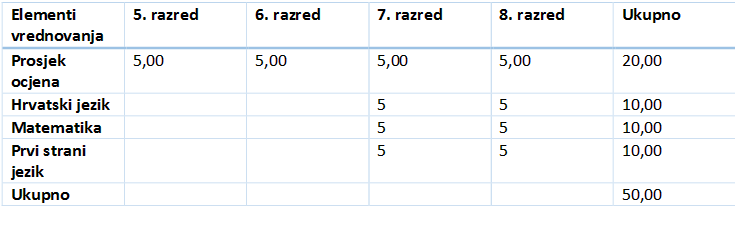 Elementi vrednovanja 5. razred 6. razred 7. razred 8. razred Ukupno
Prosjek ocjena 5,00 5,00 5,00 5,00 20,00
Hrvatski jezik 5 5 10,00
Matematika 5 5 10,00
Prvi strani jezik 5 5 10,00
Ukupno 50,00